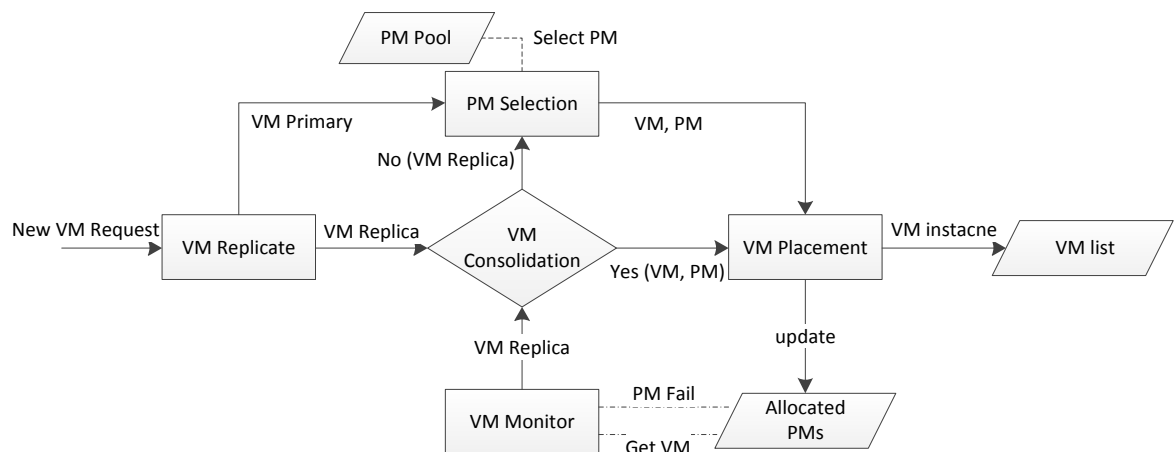 PM Pool
Select PM
PM Selection
VM Primary
VM, PM
No (VM Replica)
New VM Request
VM Replicate
VM Replica
VM
Consolidation
Yes (VM, PM)
VM Placement
VM instacne
VM list
VM Replica
update
VM Monitor
PM Fail
Get VM
Allocated
PMs